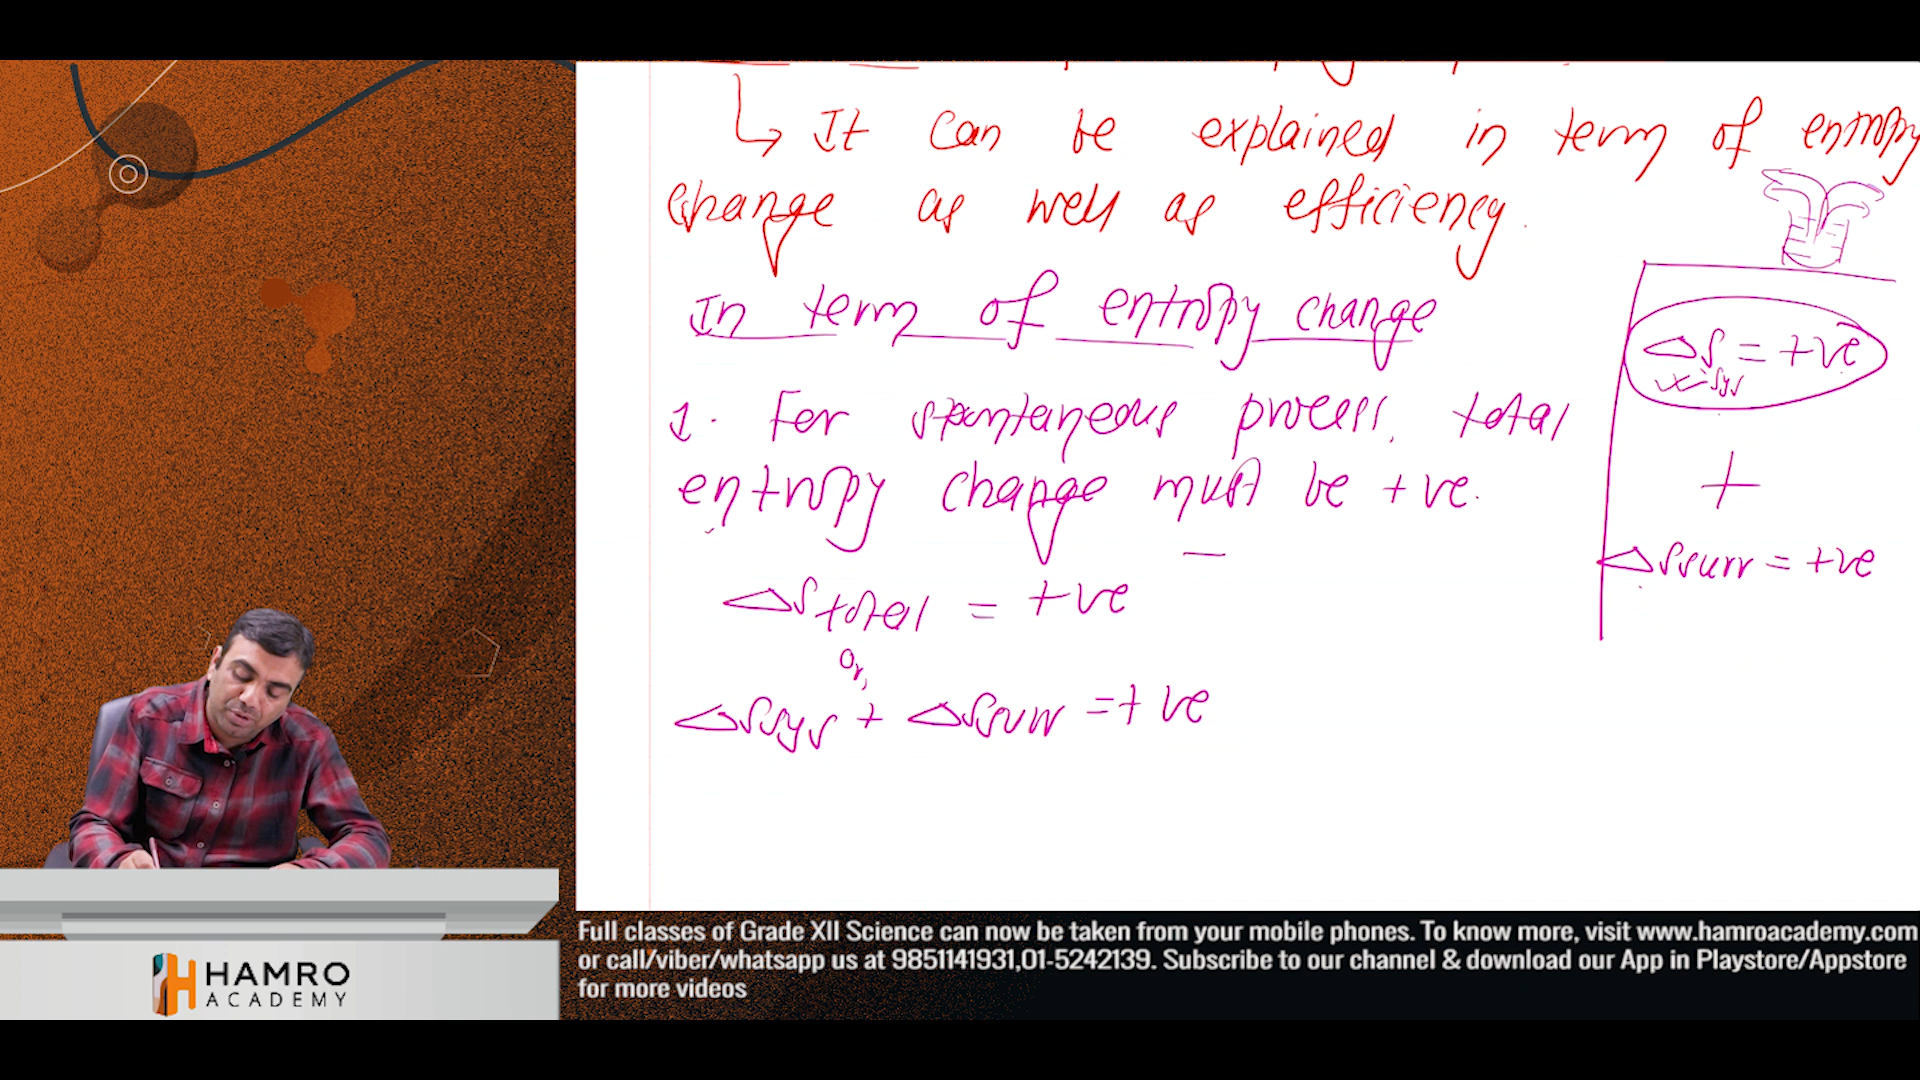 ↳ It can be explained in term of entropy
change as well as efficiency.
In term of entropy change
1. For spontaneous process, total
entropy change must be +ve.
ΔStotal = +ve
Or,
ΔSsys + ΔSsurr = + ve
ΔSsys = +ve
+
ΔSsurr = +ve
Full classes of Grade XII Science can now be taken from your mobile phones. To know more, visit www.hamroacademy.com
or call/viber/whatsapp us at 9851141931,01-5242139. Subscribe to our channel & download our App in Playstore/Appstore
for more videos
HAMRO
ACADEMY